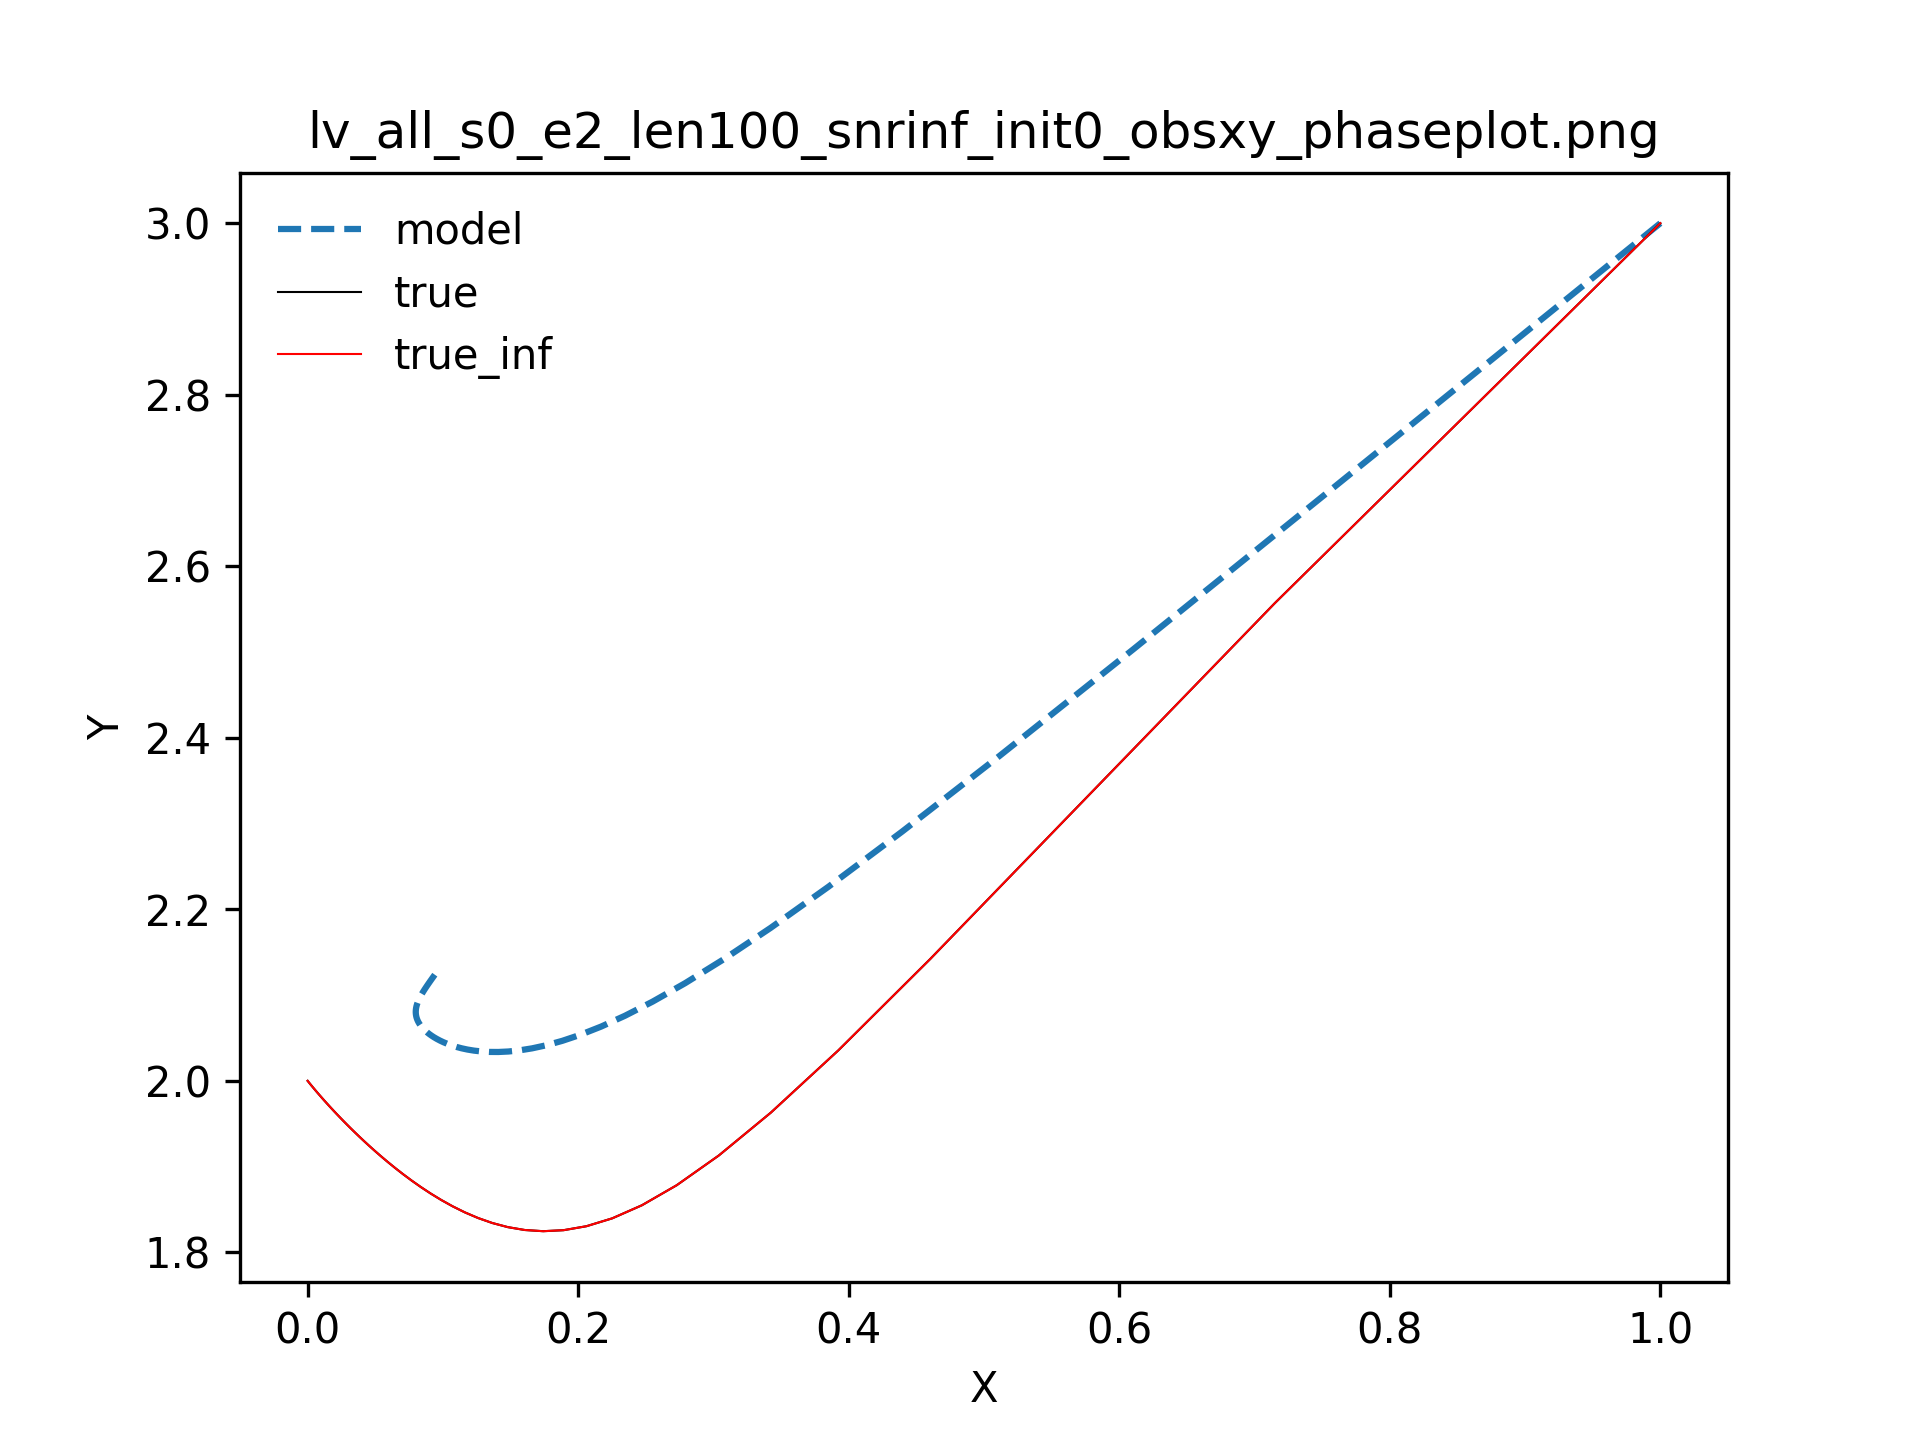 lv_all_s0_e2_len100_snrinf_init0_obsxy_phaseplot.png
model
true
true_inf
3.0
2.8
2.6
2.4
2.2
2.0
1.8
Y
0.0 0.2 0.4 0.6 0.8 1.0
X